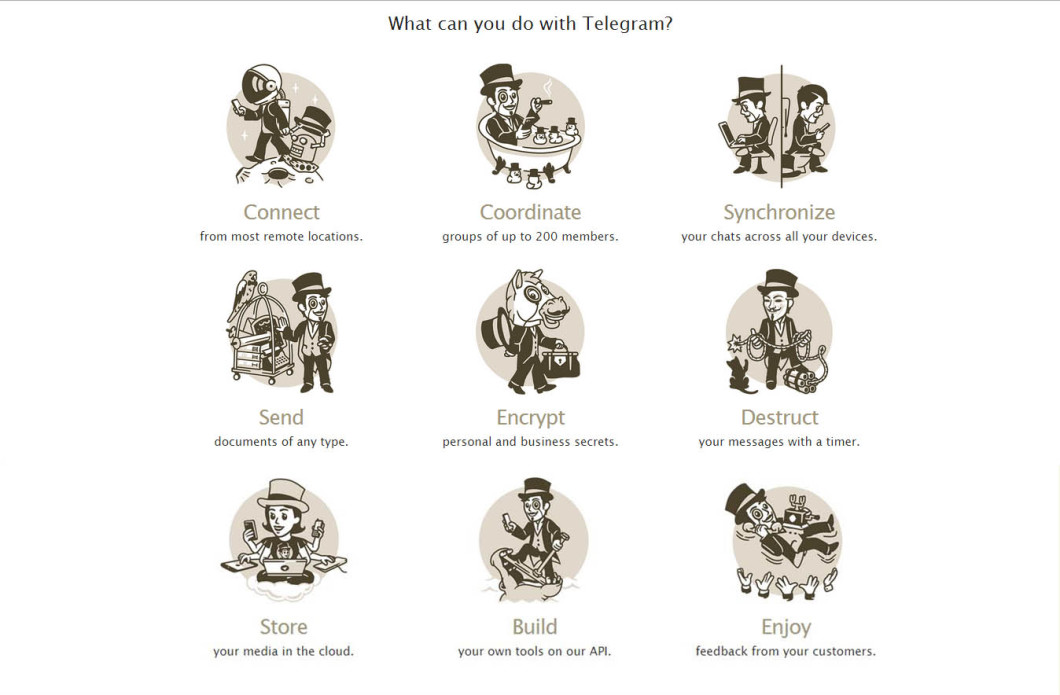 What can you do with Telegram?
Connect
from most remote locations.
Coordinate
groups of up to 200 members.
Synchronize
your chats across all your devices.
Send
documents of any type.
Encrypt
personal and business secrets.
Destruct
your messages with a timer.
Store
your media in the cloud.
Build
your own tools on our API.
Enjoy
feedback from your customers.